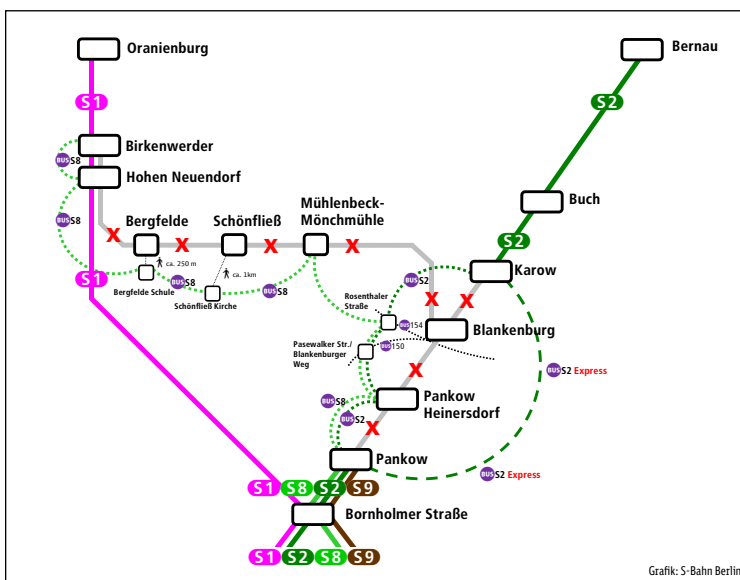 Oranienburg
Bernau
S1
S2
Birkenwerder
BUS S8
Hohen Neuendorf
Buch
BUS S8
Bergfelde
Schönfließ
Mühlenbeck-
Mönchmühle
S2
X
X
X
X
ca. 250 m
ca. 1km
Karow
S1
Bergfelde Schule
BUS S8
Schönfließ Kirche
BUS S8
BUS S2
Rosenthaler
Straße
X
X
BUS 154
Blankenburg
Pasewalker Str./
Blankenburger
Weg
BUS 150
X
BUS S2 Express
BUS S8
BUS S2
Pankow
Heinersdorf
X
Pankow
BUS S2 Express
S1 S8 S2 S9
Bornholmer Straße
S1 S2 S8 S9
Grafik: S-Bahn Berlin